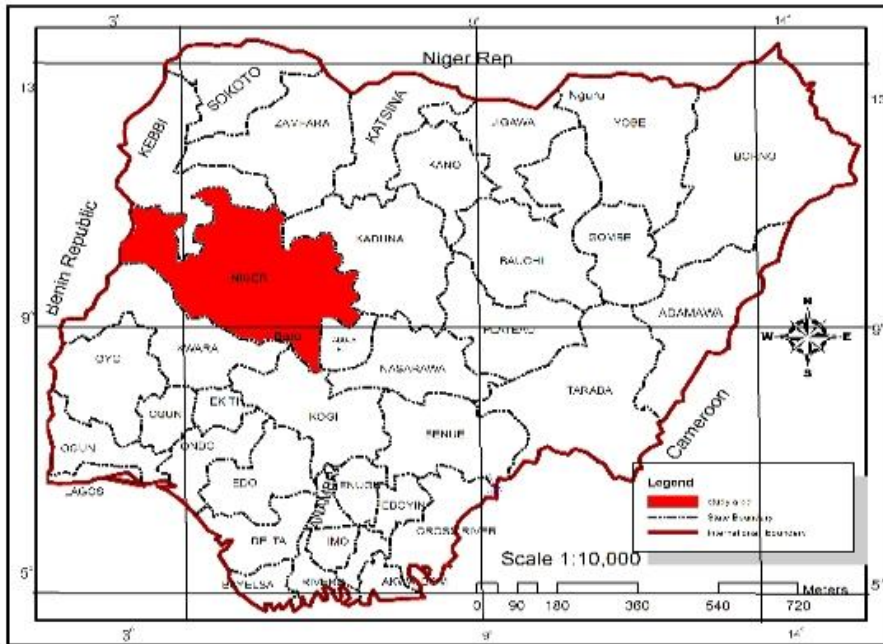 3° 9° 14°
Niger Rep
13 13
SOKOTO
KEBBI
ZAMFARA
KATSINA
JIGAWA
Nguru
YOBE
BORNO
KANO
Benin Republic
KADUNA
BAUCHI
GOMBE
NIGER
ADAMAWA
9° 9°
N
W E
S
PLATEAU
OYO
KWARA
NASARAWA
TARABA
OSUN
EKITI
KOGI
Cameroon
BENUE
OGUN
ONDO
LAGOS
EDO
ANAMBRA
ENUGU
EBOYIN
CROSS RIVER
DELTA
IMO
BAYELSA
RIVERS
Legend
State Boundary
International Boundary
Scale 1:10,000
5° 5°
Meters
0 90 180 360 540 720
3° 9° 14°